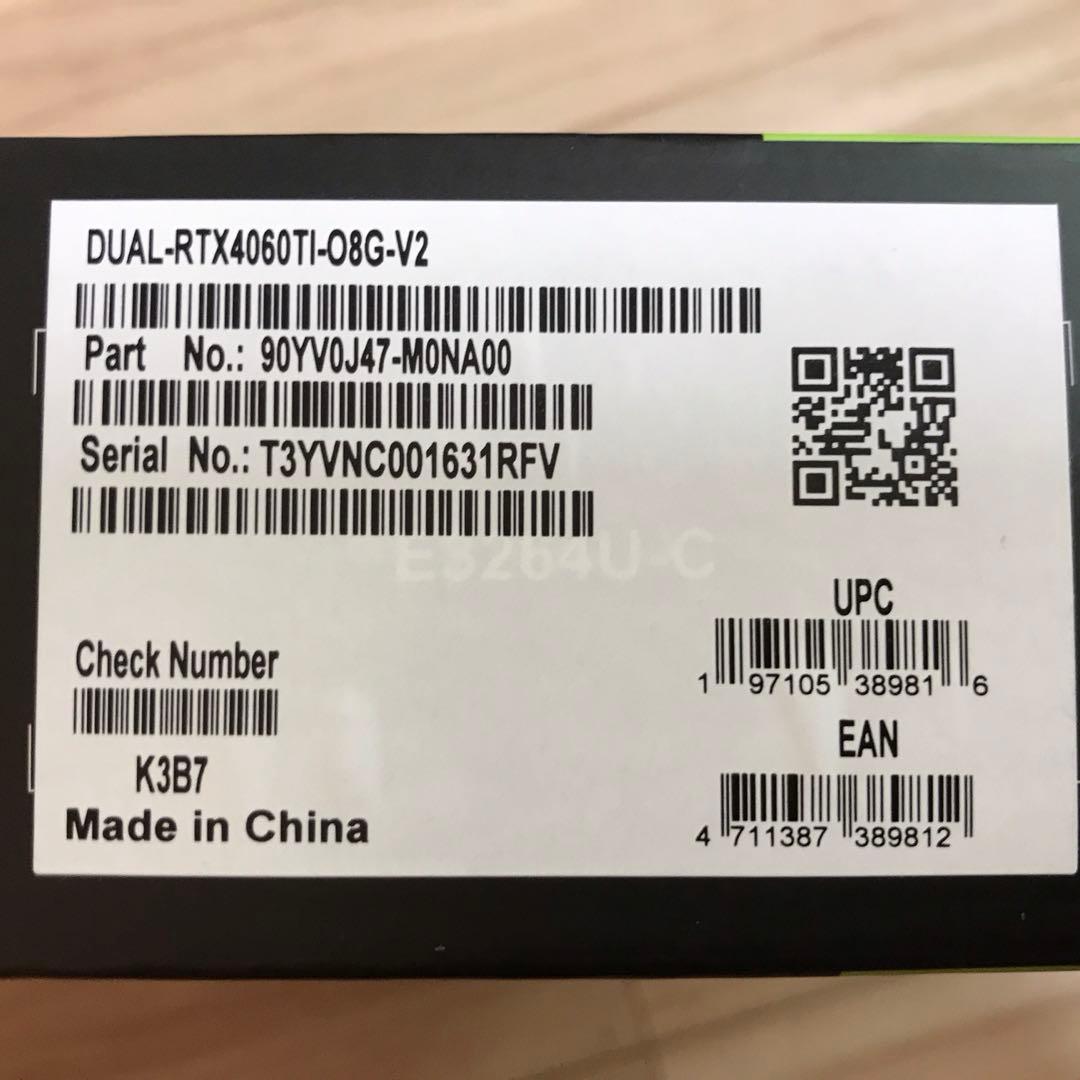 DUAL-RTX4060TI-O8G-V2
Part No.: 90YV0J47-M0NA00
Serial No.: T3YVNC001631RFV
E3264U-C
UPC
1 97105 38981 6
EAN
4 711387 389812
Check Number
K3B7
Made in China